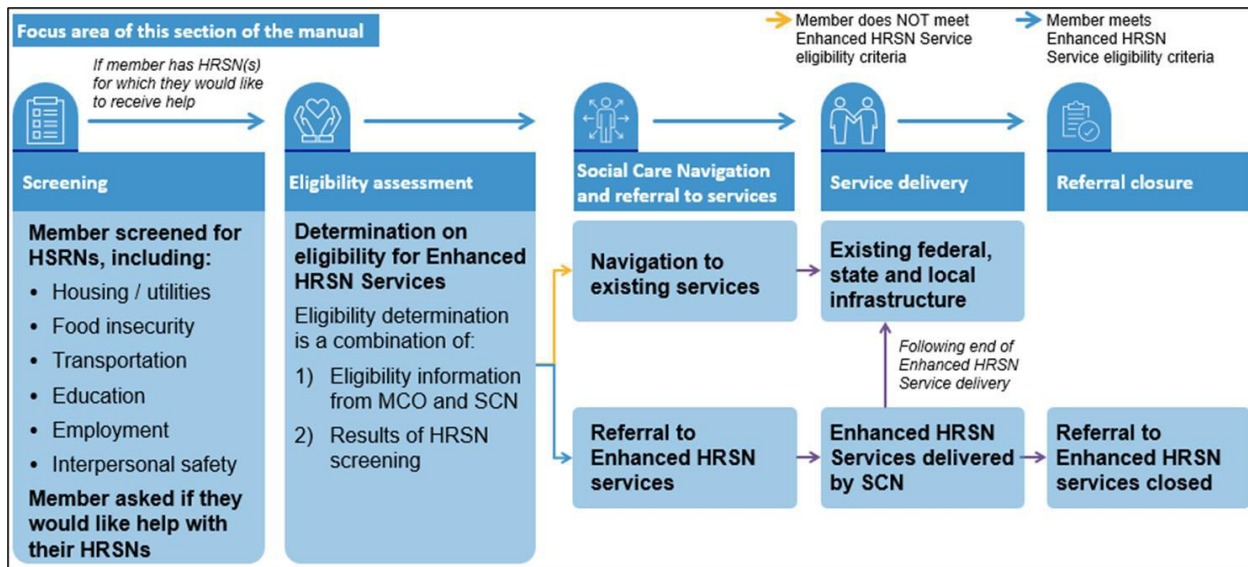 Focus area of this section of the manual
Member does NOT meet
Enhanced HRSN Service
eligibility criteria
Member meets
Enhanced HRSN
Service eligibility criteria
If member has HRSN(s)
for which they would like
to receive help
Screening
Eligibility assessment
Social Care Navigation
and referral to services
Service delivery
Referral closure
Member screened for
HSRNs, including:
• Housing / utilities
• Food insecurity
• Transportation
• Education
• Employment
• Interpersonal safety
Member asked if they
would like help with
their HRSNs
Determination on
eligibility for Enhanced
HRSN Services
Eligibility determination
is a combination of:
1) Eligibility information
from MCO and SCN
2) Results of HRSN
screening
Navigation to
existing services
Existing federal,
state and local
infrastructure
Following end of
Enhanced HRSN
Service delivery
Referral to
Enhanced HRSN
services
Enhanced HRSN
Services delivered
by SCN
Referral to
Enhanced HRSN
services closed